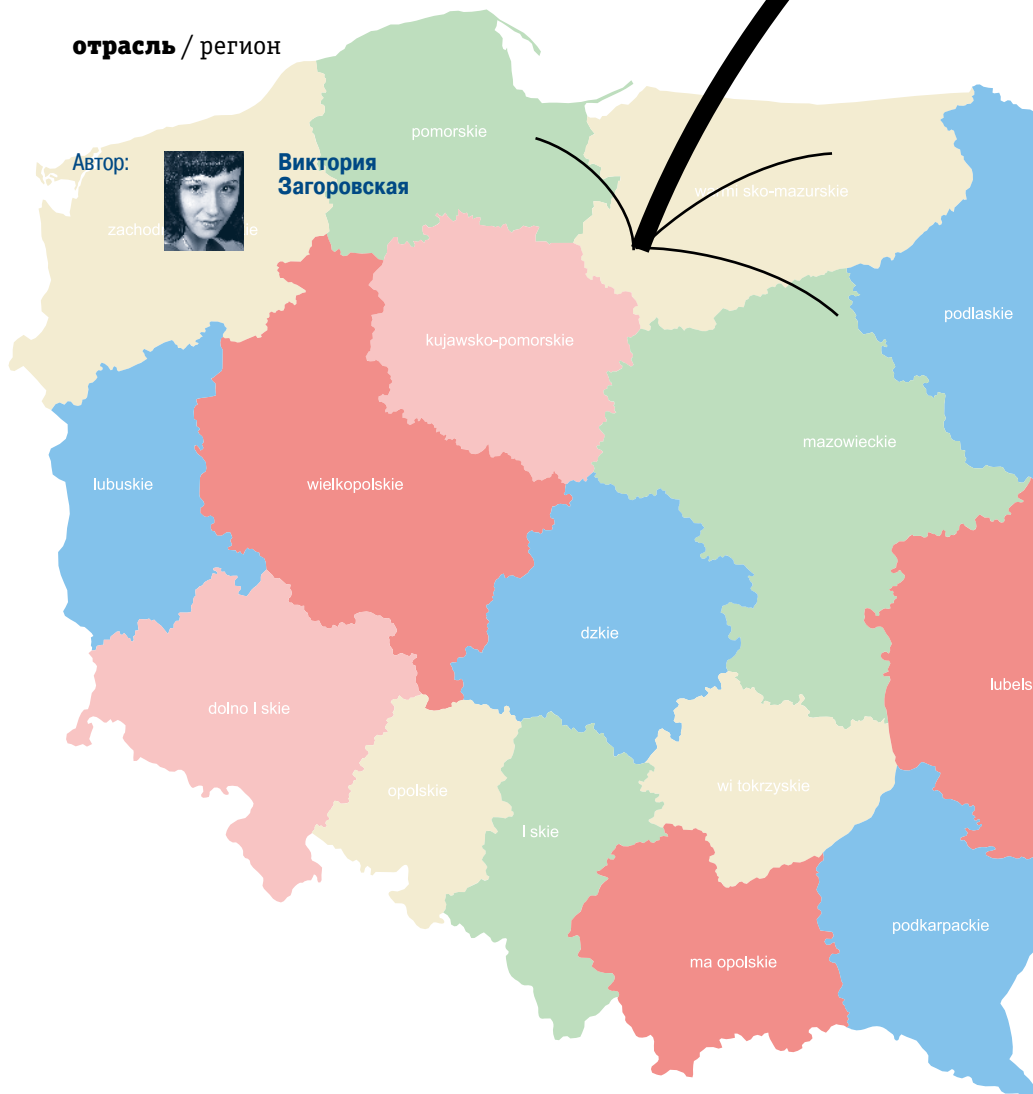 отрасль / регион
Автор:
Виктория
Загоровская
pomorskie
sko-mazurskie
zachod
podlaskie
kujawsko-pomorskie
mazowieckie
lubuskie
wielkopolskie
dzkie
lubels
dolno l skie
opolskie
wi tokrzyskie
l skie
podkarpackie
ma opolskie